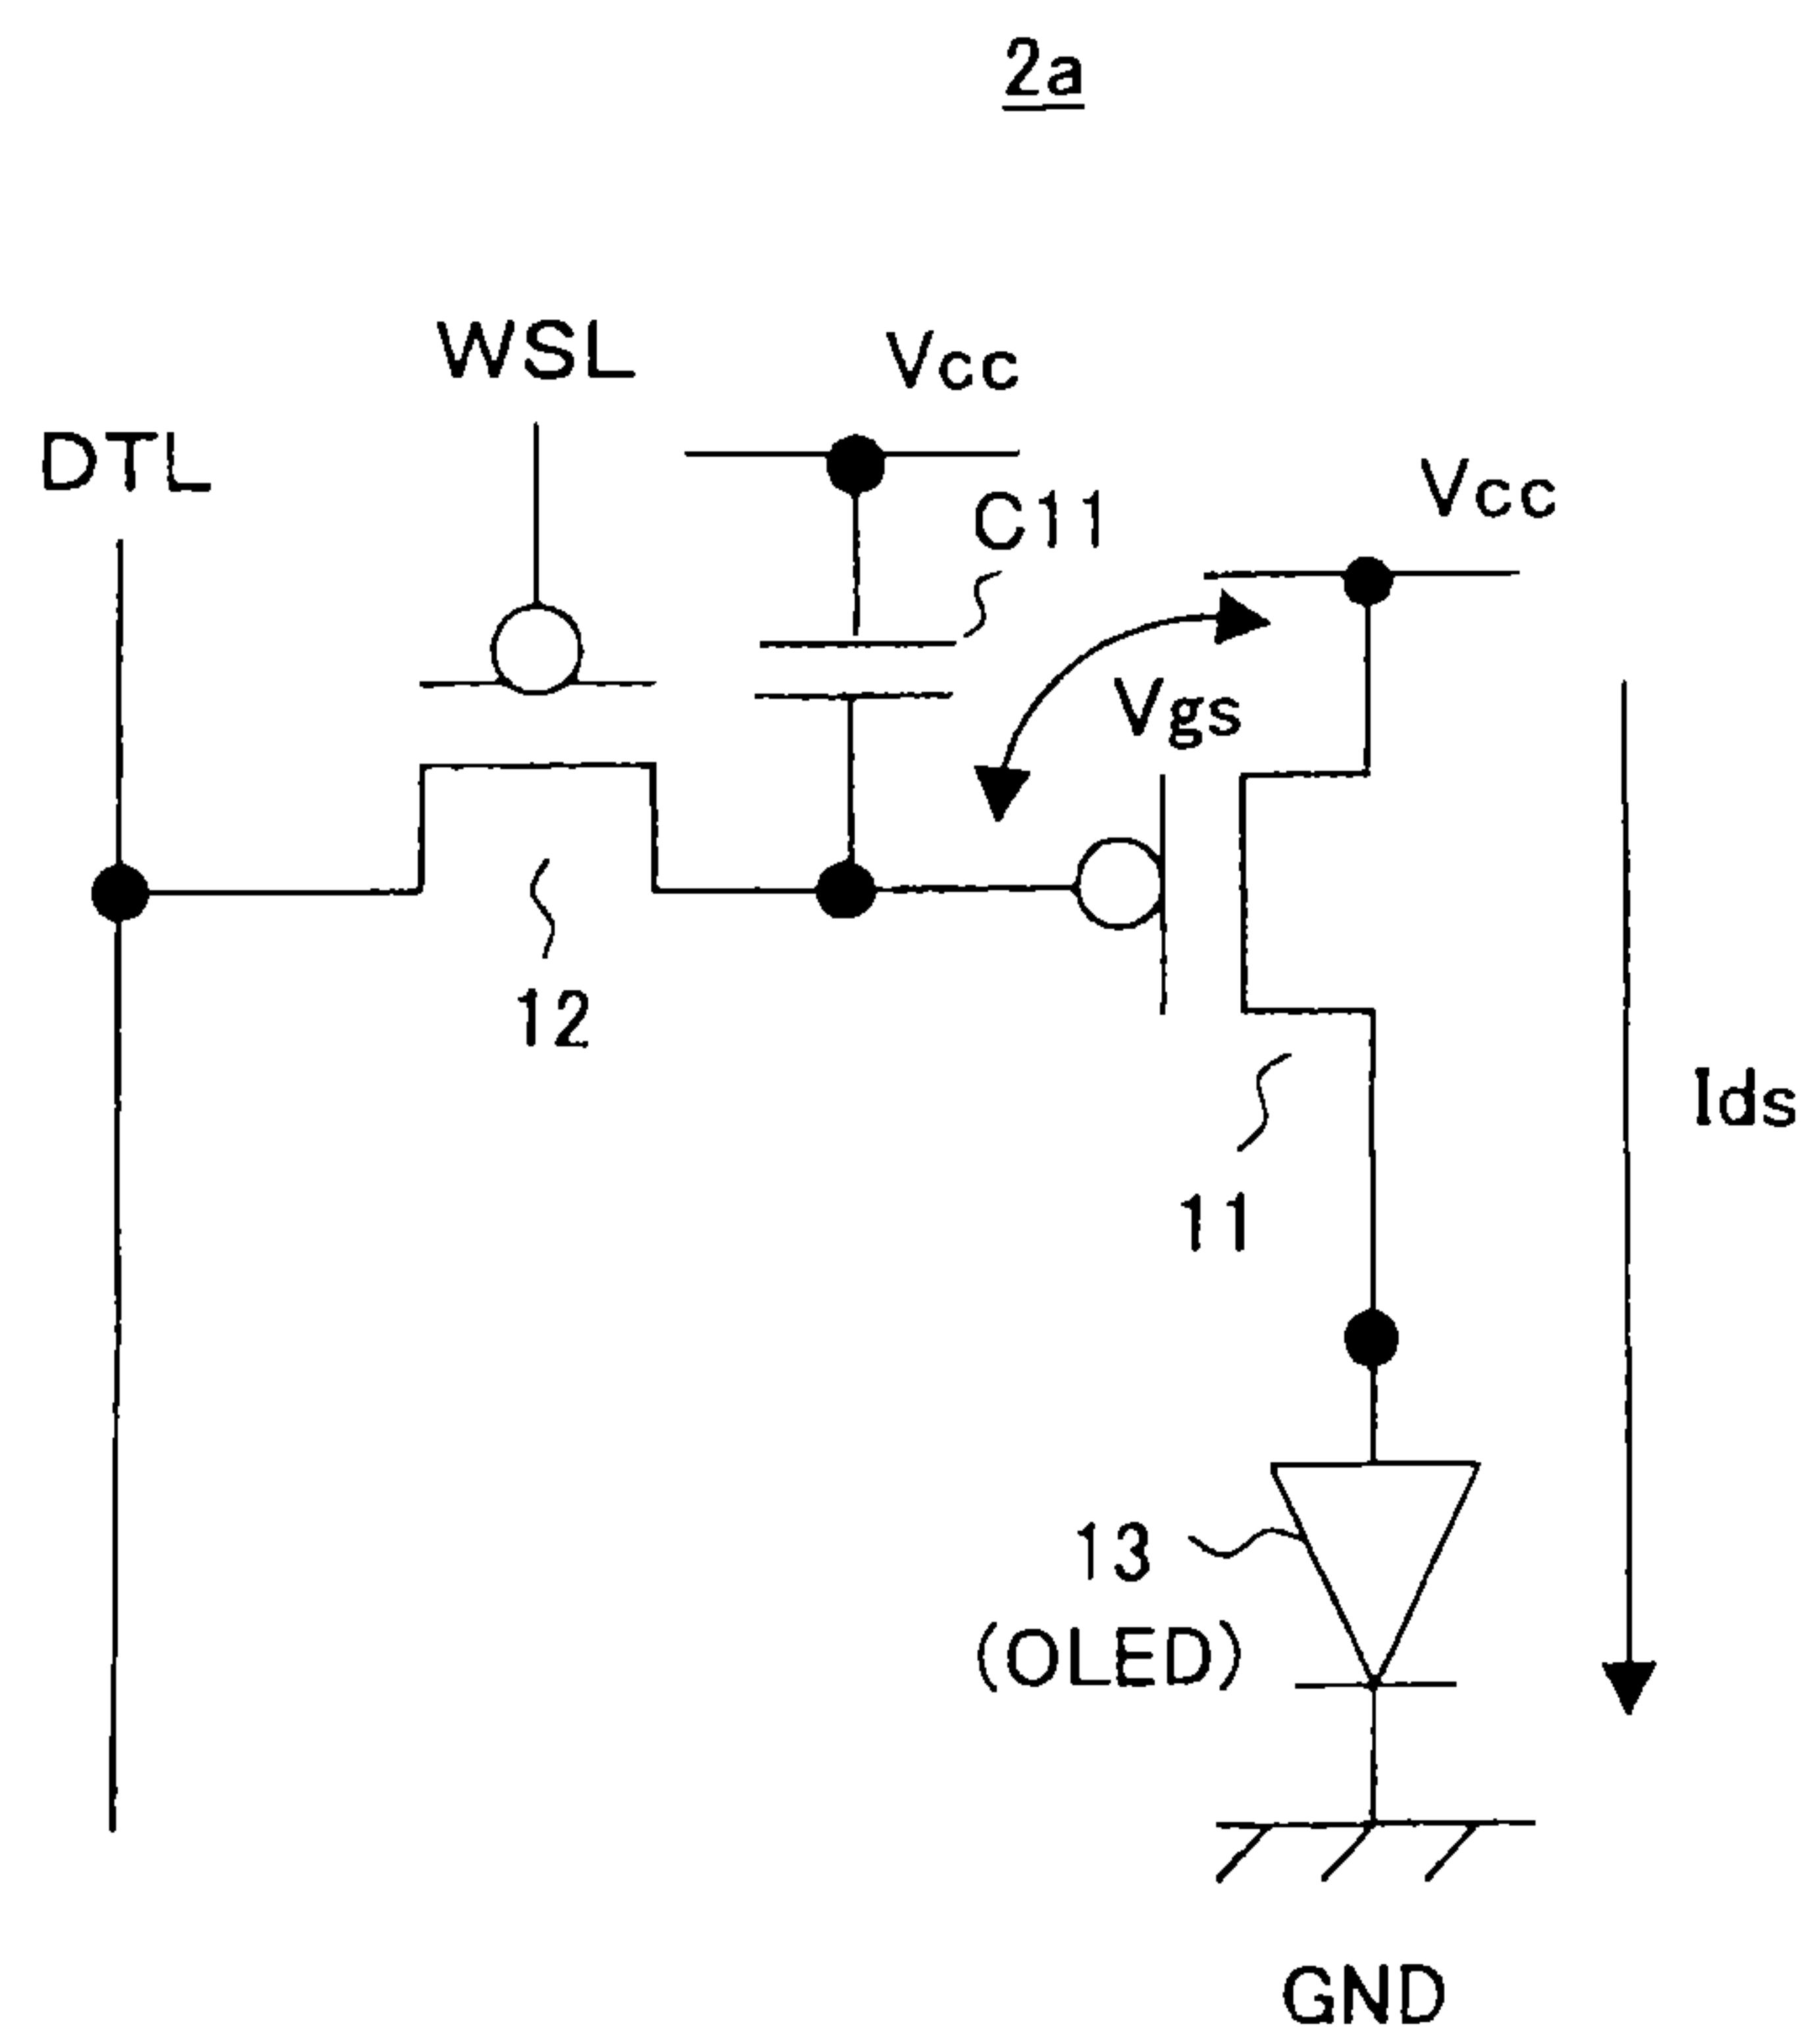 2a
WSL
Vcc
DTL
C11
Vcc
Vgs
12
Ids
11
13
(OLED)
GND